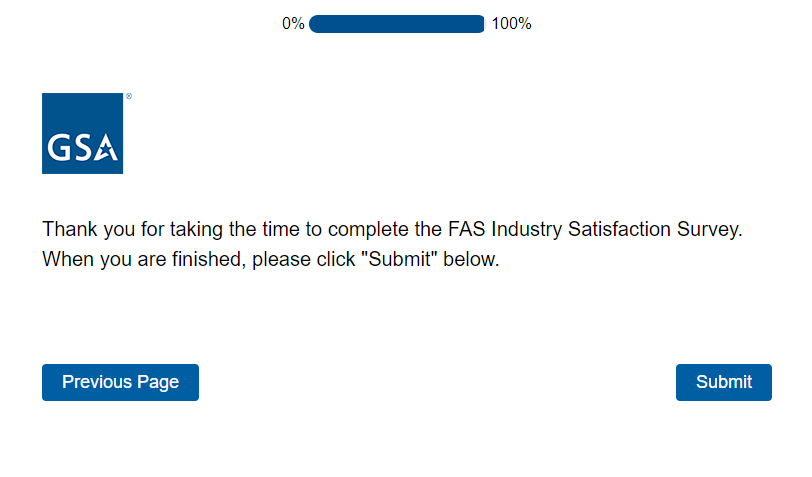 0% 100%
®
GSA
Thank you for taking the time to complete the FAS Industry Satisfaction Survey.
When you are finished, please click "Submit" below.
Previous Page Submit